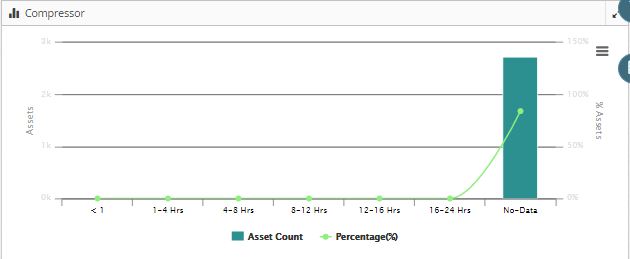 Compressor
150%
2k
100%
1k
50%
0k
0%
Assets
% Assets
< 1
1-4 Hrs
4-8 Hrs
8-12 Hrs
12-16 Hrs
16-24 Hrs
No-Data
Asset Count
Percentage(%)